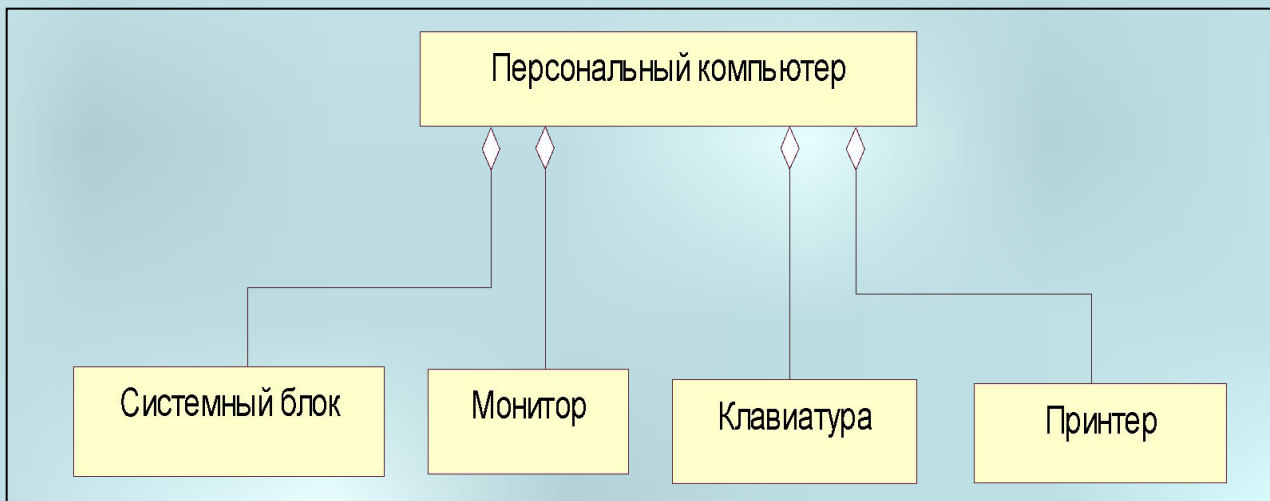 Персональный компьютер
Системный блок
Монитор
Клавиатура
Принтер